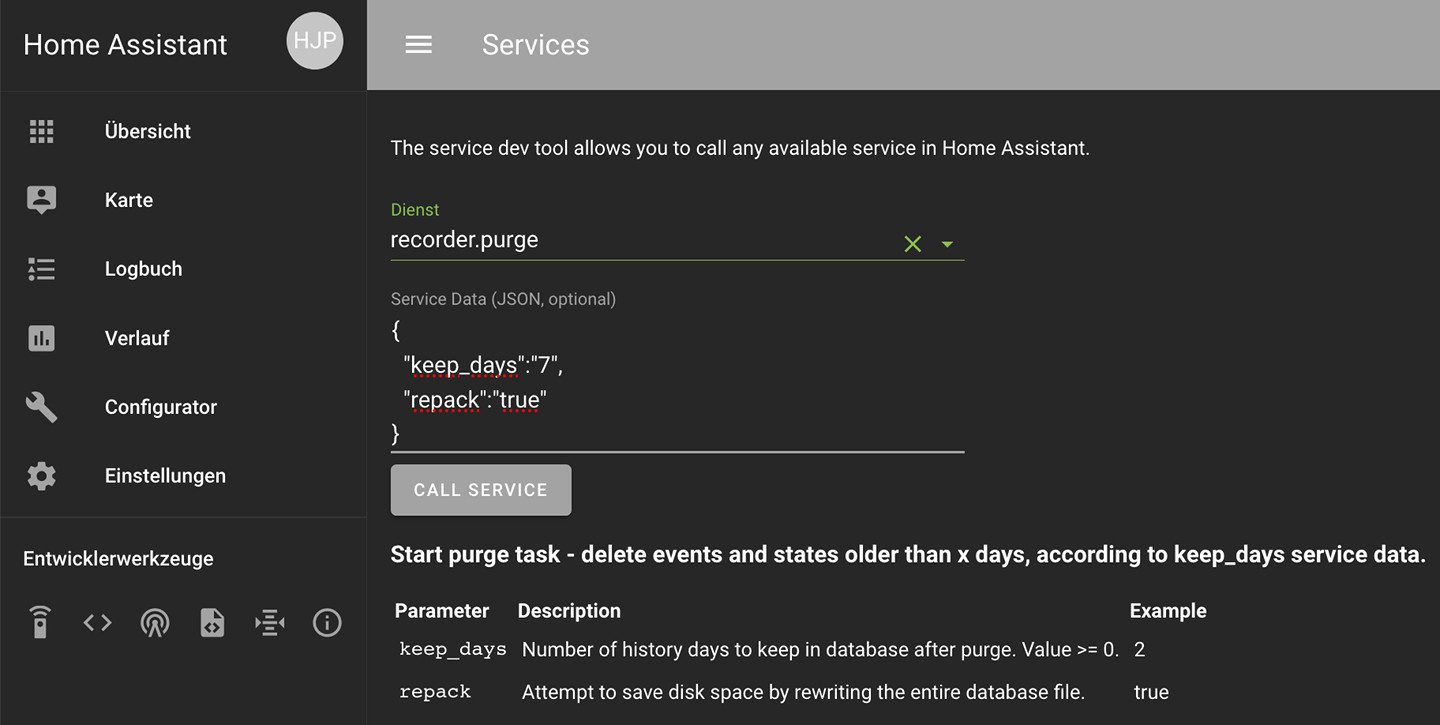 Home Assistant
HJP
Services
Übersicht
Karte
Logbuch
Verlauf
Configurator
Einstellungen
Entwicklerwerkzeuge
The service dev tool allows you to call any available service in Home Assistant.
Dienst
recorder.purge
Service Data (JSON, optional)
{
"keep_days":"7",
"repack":"true"
}
CALL SERVICE
Start purge task - delete events and states older than x days, according to keep_days service data.
Parameter Description Example
keep_days Number of history days to keep in database after purge. Value >= 0. 2
repack Attempt to save disk space by rewriting the entire database file. true